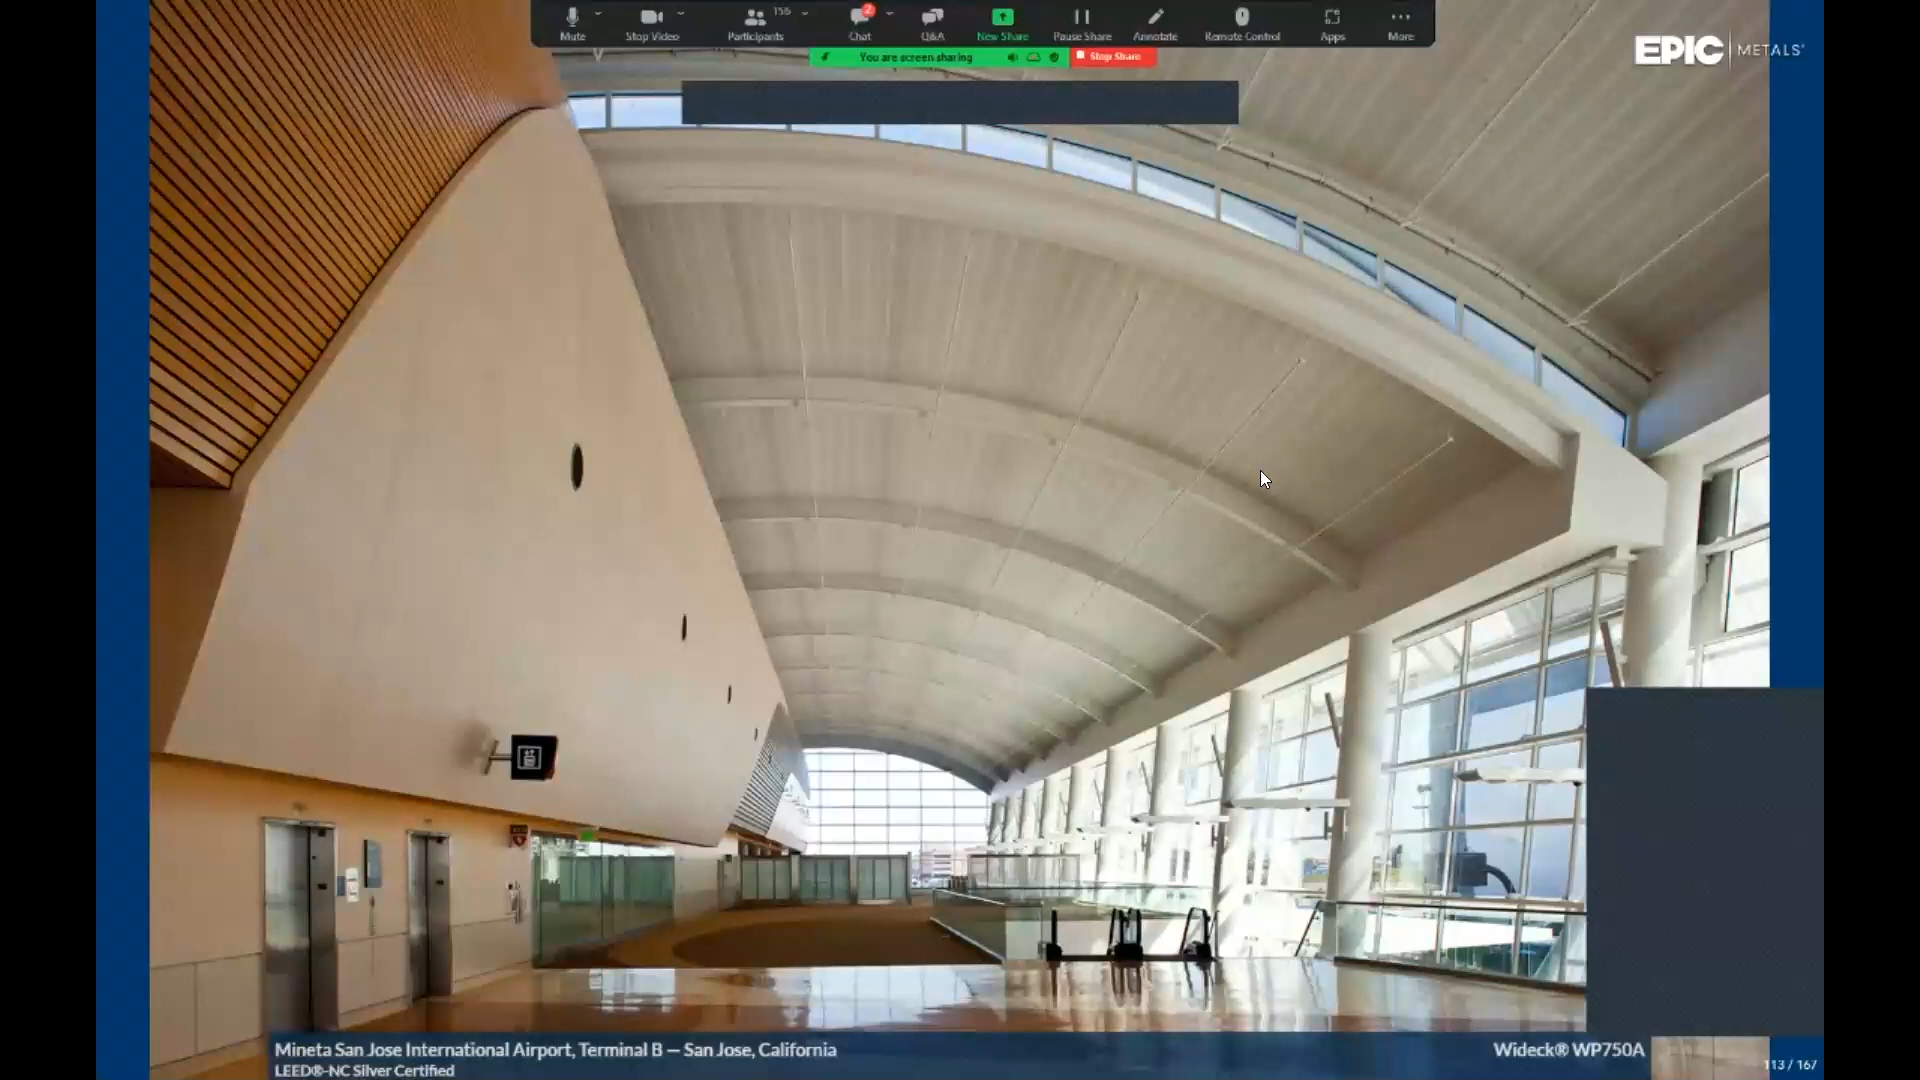 Mute
Stop Video
155
Participants
2
Chat
Q&A
New Share
Pause Share
Annotate
Remote Control
Apps
More
You are screen sharing
Stop Share
EPIC METALS
Mineta San Jose International Airport, Terminal B — San Jose, California
LEED®-NC Silver Certified
Wideck® WP750A
113 / 167